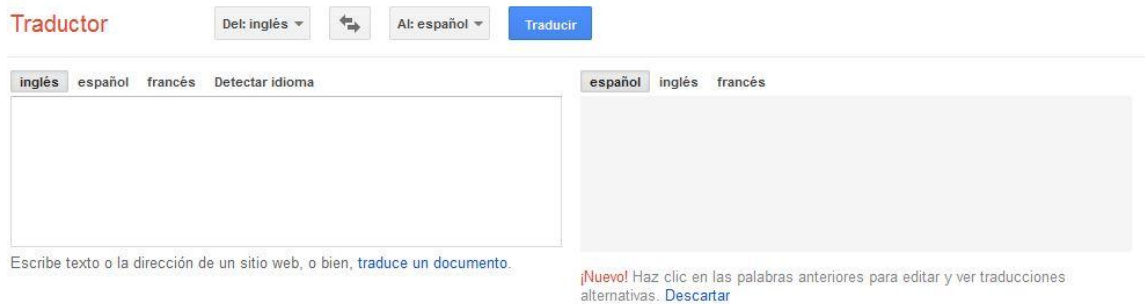 Traductor
Del: inglés
Al: español
Traducir
inglés español francés Detectar idioma
español inglés francés
Escribe texto o la dirección de un sitio web, o bien, traduce un documento.
¡Nuevo! Haz clic en las palabras anteriores para editar y ver traducciones
alternativas. Descartar